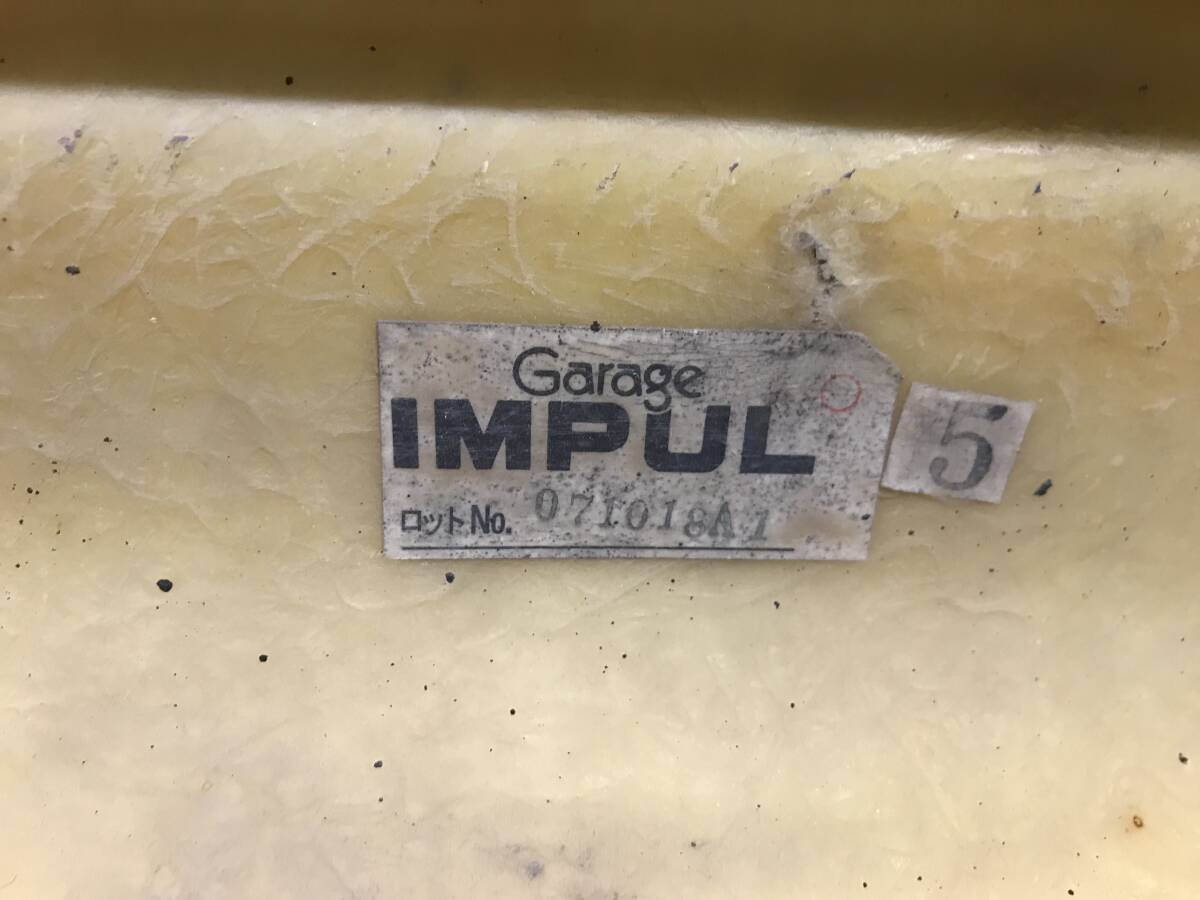 Garage
IMPUL
ロットNo. 071018A1
5